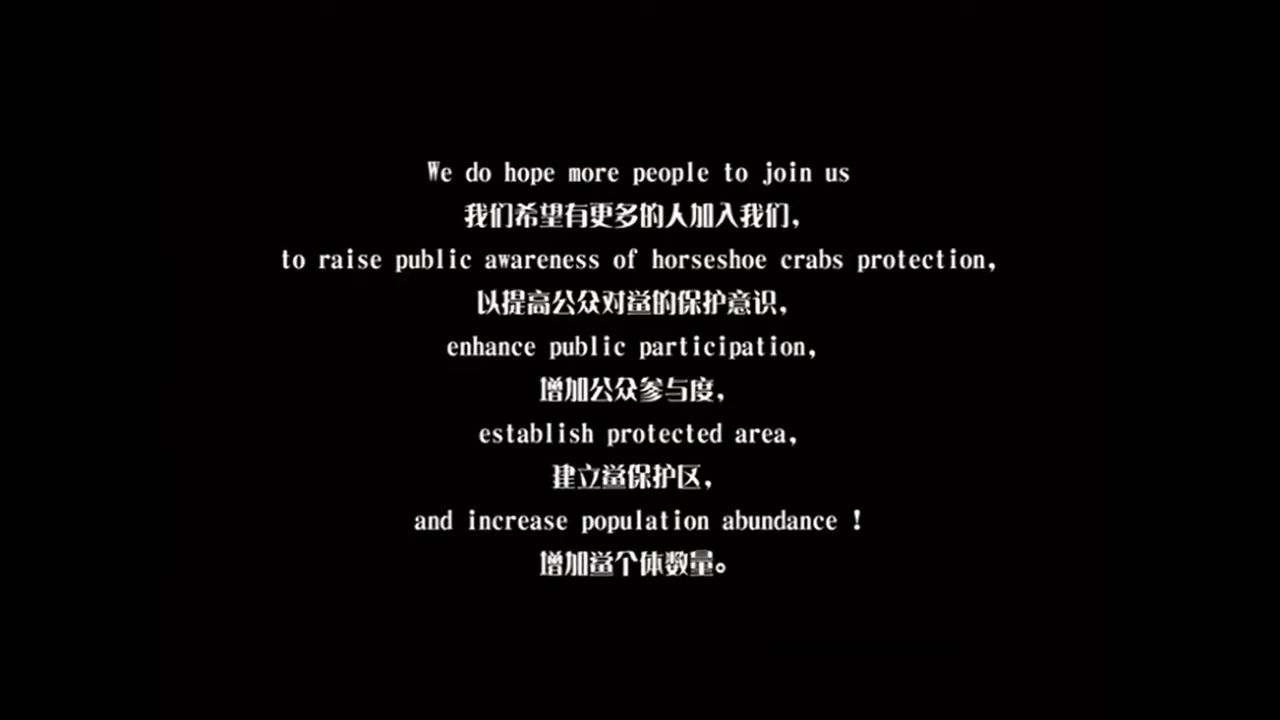 We do hope more people to join us
我们希望有更多的人加入我们，
to raise public awareness of horseshoe crabs protection,
以提高公众对鲎的保护意识，
enhance public participation,
增加公众参与度，
establish protected area,
建立鲎保护区，
and increase population abundance !
增加鲎个体数量。